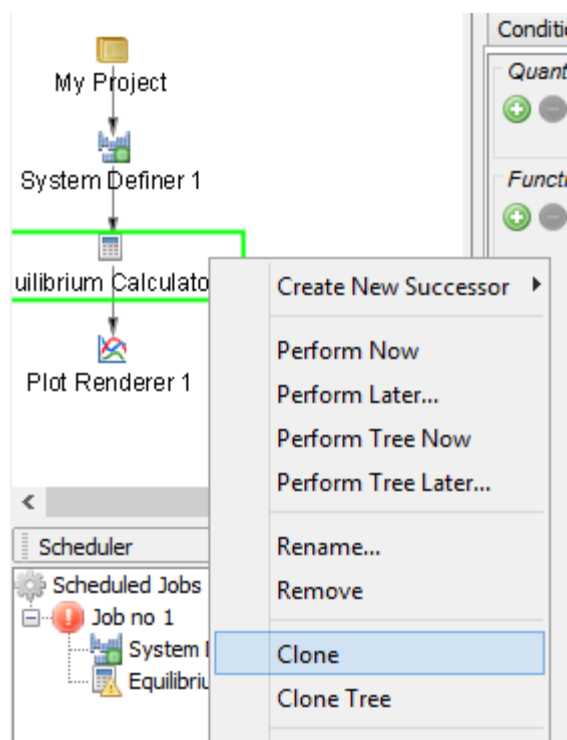 My Project
System Definer 1
uilibrium Calculato
Plot Renderer 1
Conditi
Quant
Functi
Create New Successor
Perform Now
Perform Later...
Perform Tree Now
Perform Tree Later...
Rename...
Remove
Clone
Clone Tree
Scheduler
Scheduled Jobs
Job no 1
System
Equilibriu